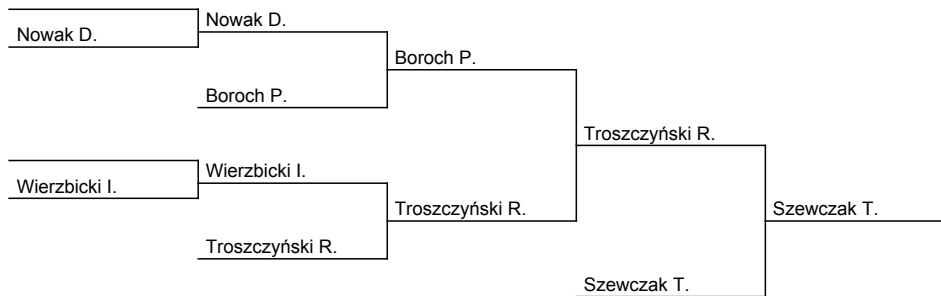 Nowak D.
Nowak D.
Boroch P.
Boroch P.
Troszczyński R.
Wierzbicki I.
Wierzbicki I.
Troszczyński R.
Szewczak T.
Troszczyński R.
Szewczak T.